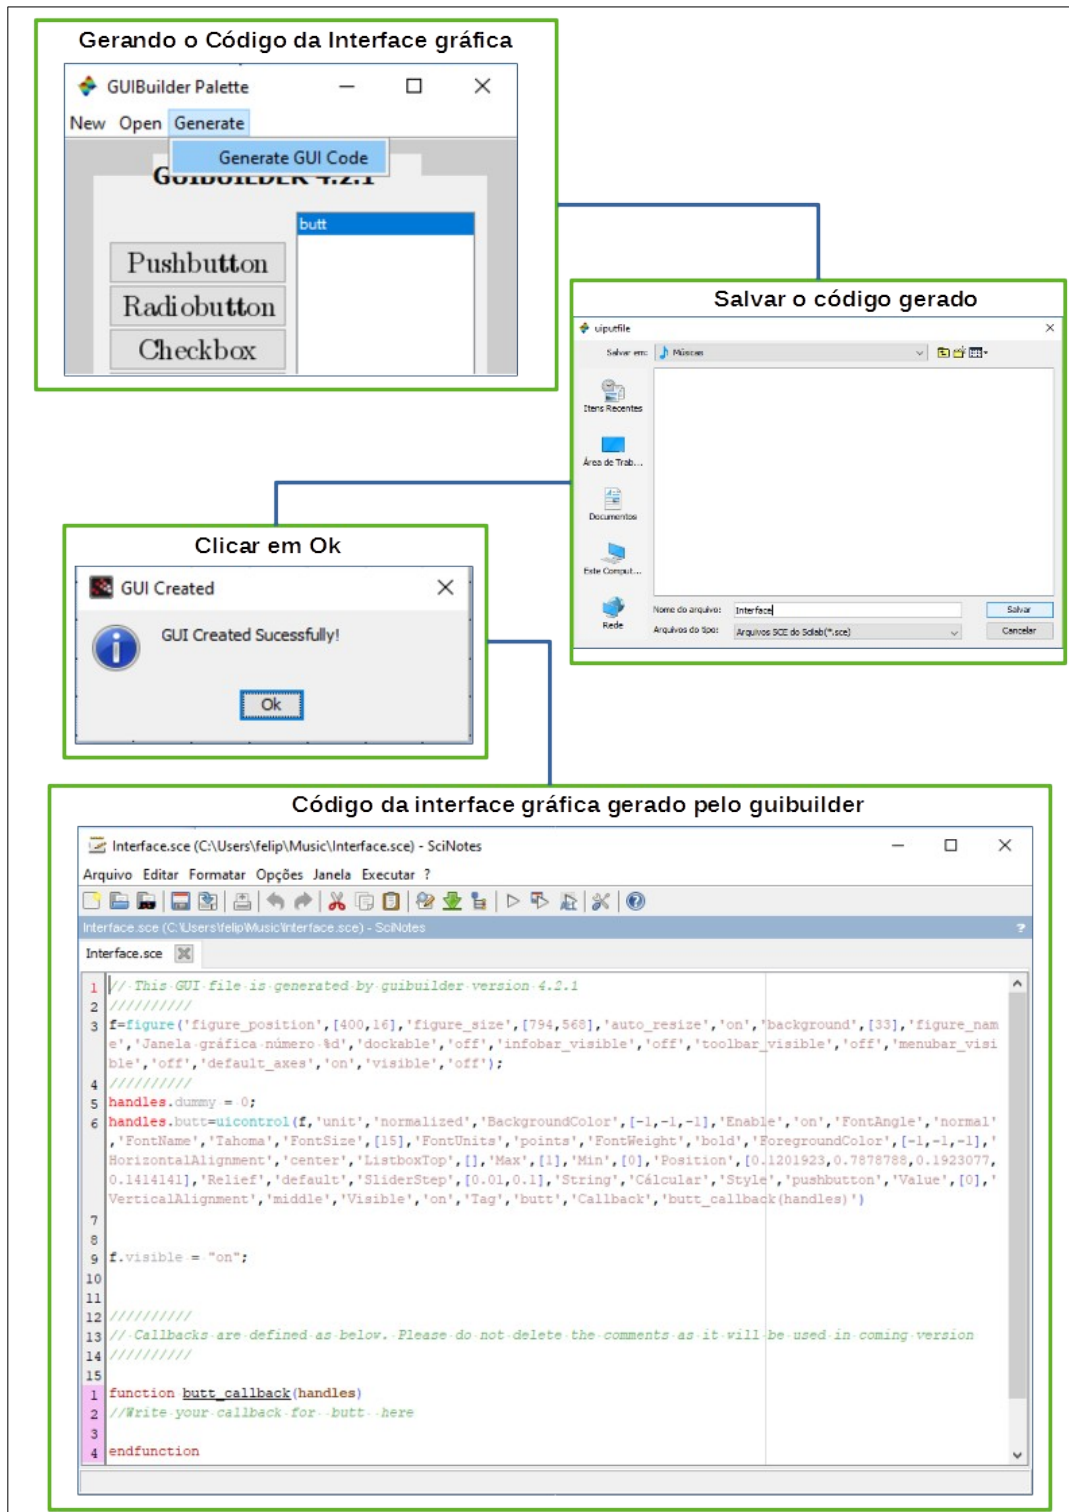 Gerando o Código da Interface gráfica
GUIBuilder Palette
New Open Generate
Generate GUI Code
GUIBUILDER 4.2.1
butt
Pushbutton
Radiobutton
Checkbox
Salvar o código gerado
uiputfile
Salvar em: Músicas
Itens Recentes
Área de Trab...
Documentos
Este Comput...
Rede
Nome do arquivo: Interface Salvar
Arquivos do tipo: Arquivos SCE do Scilab(*.sce) Cancelar
Clicar em Ok
GUI Created
GUI Created Sucessfully!
Ok
Código da interface gráfica gerado pelo guibuilder
Interface.sce (C:\Users\felip\Music\Interface.sce) - SciNotes
Arquivo Editar Formatar Opções Janela Executar ?
Interface.sce (C:\Users\felip\Music\Interface.sce) - SciNotes ?
Interface.sce
1 // This GUI file is generated by guibuilder version 4.2.1
2 //////////
3 f=figure('figure_position',[400,16],'figure_size',[794,568],'auto_resize','on','background',[33],'figure_nam
e','Janela gráfica número %d','dockable','off','infobar_visible','off','toolbar_visible','off','menubar_visi
ble','off','default_axes','on','visible','off');
4 //////////
5 handles.dummy = 0;
6 handles.butt=uicontrol(f,'unit','normalized','BackgroundColor',[-1,-1,-1],'Enable','on','FontAngle','normal'
,'FontName','Tahoma','FontSize',[15],'FontUnits','points','FontWeight','bold','ForegroundColor',[-1,-1,-1],'
HorizontalAlignment','center','ListboxTop',[],'Max',[1],'Min',[0],'Position',[0.1201923,0.7878788,0.1923077,
0.1414141],'Relief','default','SliderStep',[0.01,0.1],'String','Cálcular','Style','pushbutton','Value',[0],'
VerticalAlignment','middle','Visible','on','Tag','butt','Callback','butt_callback(handles)')
7
8
9 f.visible = "on";
10
11
12 //////////
13 // Callbacks are defined as below. Please do not delete the comments as it will be used in coming version
14 //////////
15
1 function butt_callback(handles)
2 //Write your callback for  butt  here
3
4 endfunction